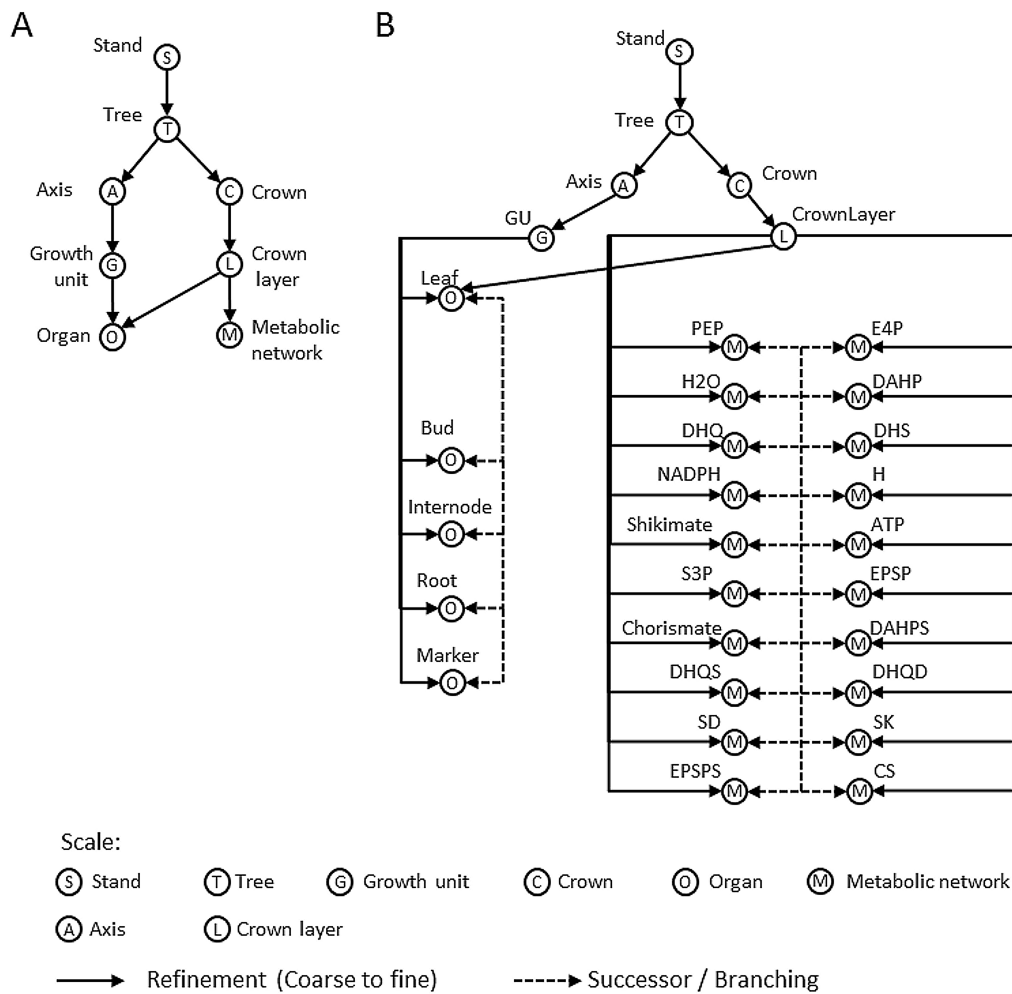 A
Stand
S
Tree
T
Axis
A
C
Crown
Growth
unit
G
L
Crown
layer
Organ
O
M
Metabolic
network
B
Stand
S
Tree
T
Axis
A
C
Crown
GU
G
CrownLayer
L
Leaf
O
Bud
O
Internode
O
Root
O
Marker
O
PEP
M
M
E4P
H2O
M
M
DAHP
DHQ
M
M
DHS
NADPH
M
M
H
Shikimate
M
M
ATP
S3P
M
M
EPSP
Chorismate
M
M
DAHPS
DHQS
M
M
DHQD
SD
M
M
SK
EPSPS
M
M
CS
Scale:
S Stand T Tree G Growth unit C Crown O Organ M Metabolic network
A Axis L Crown layer
Refinement (Coarse to fine) Successor / Branching